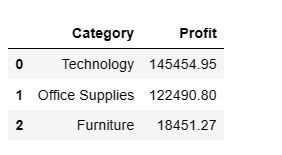 Category Profit
0 Technology 145454.95
1 Office Supplies 122490.80
2 Furniture 18451.27